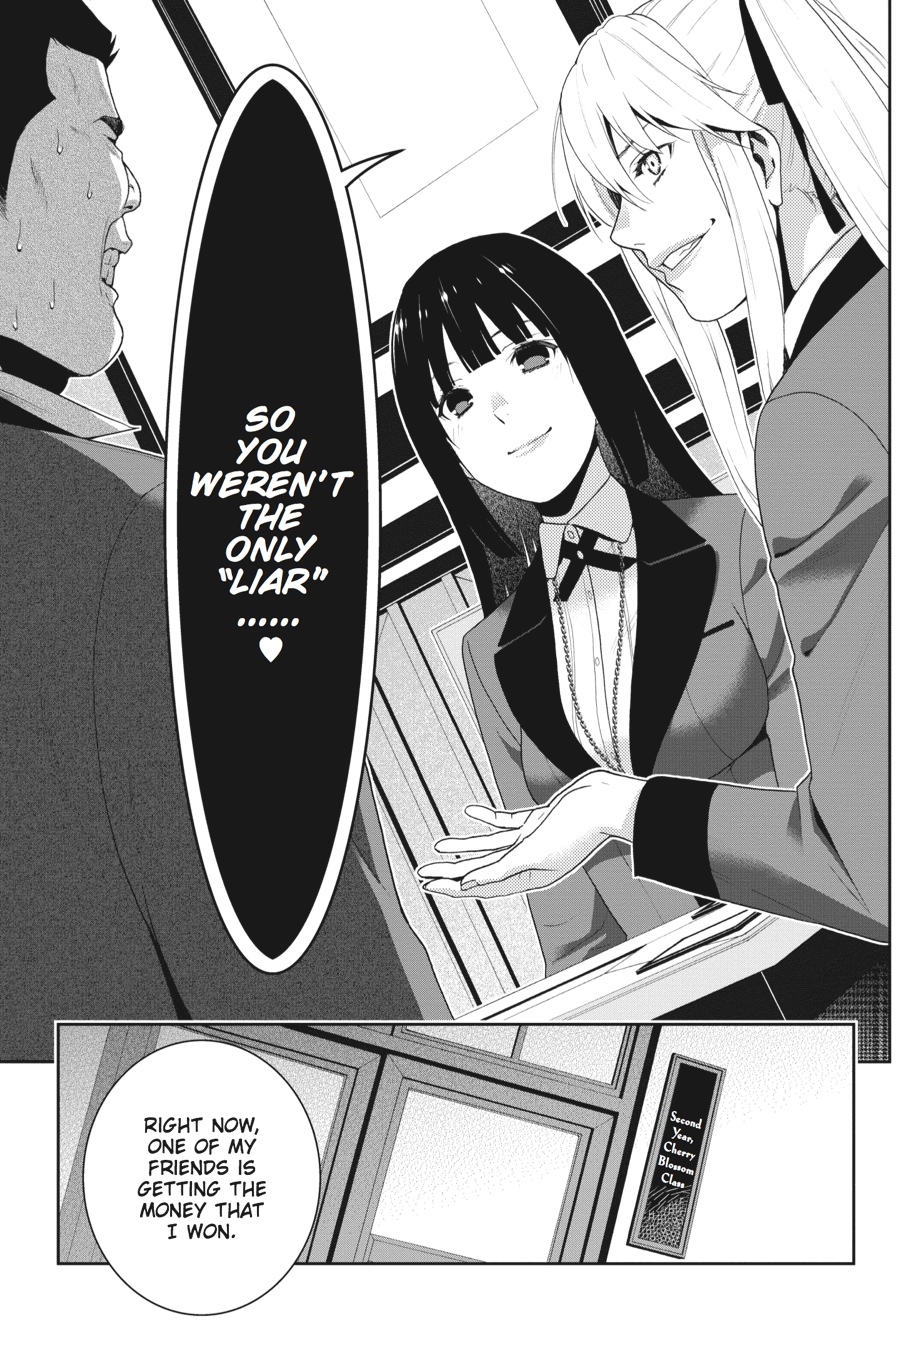 SO
YOU
WEREN'T
THE
ONLY
"LIAR"
......
♥
RIGHT NOW,
ONE OF MY
FRIENDS IS
GETTING THE
MONEY THAT
I WON.
Second
Year,
Cherry
Blossom
Class